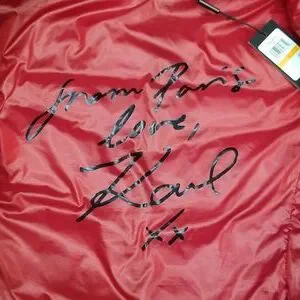 from Paris
love,
Karl
xx